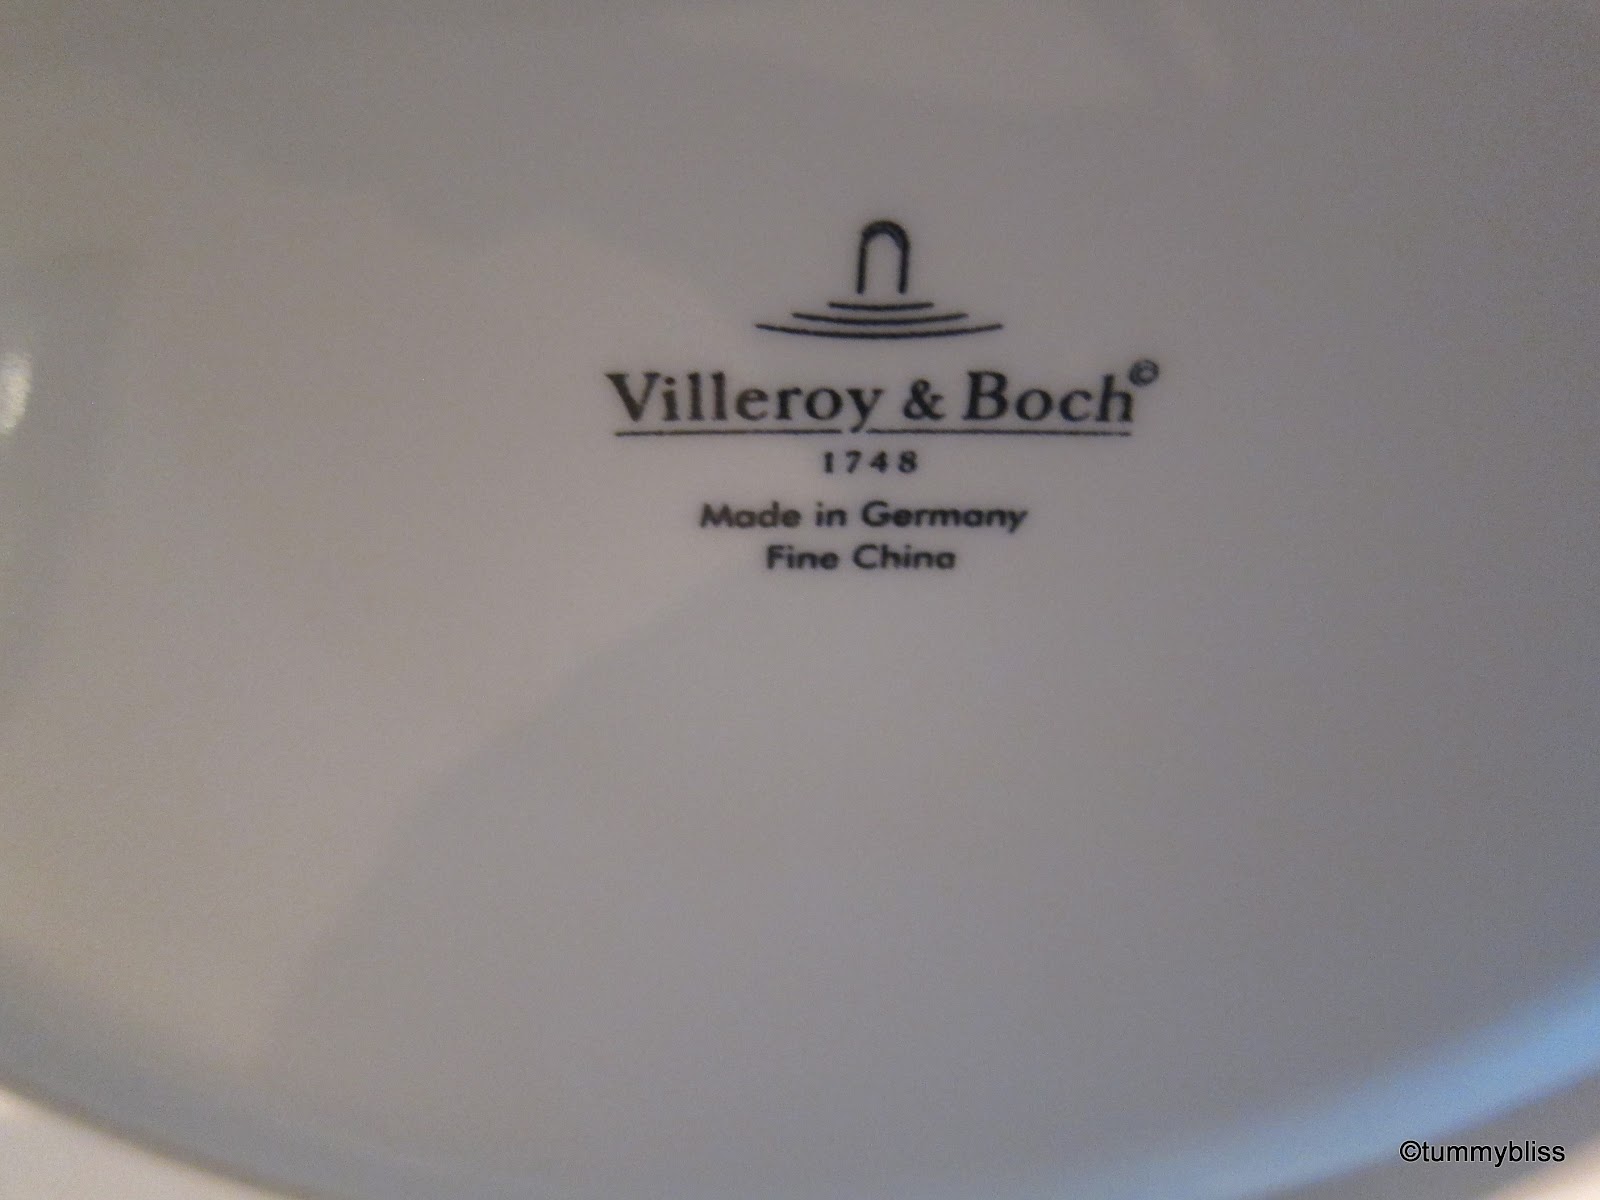 Villeroy & Boch©
1748
Made in Germany
Fine China
©tummybliss